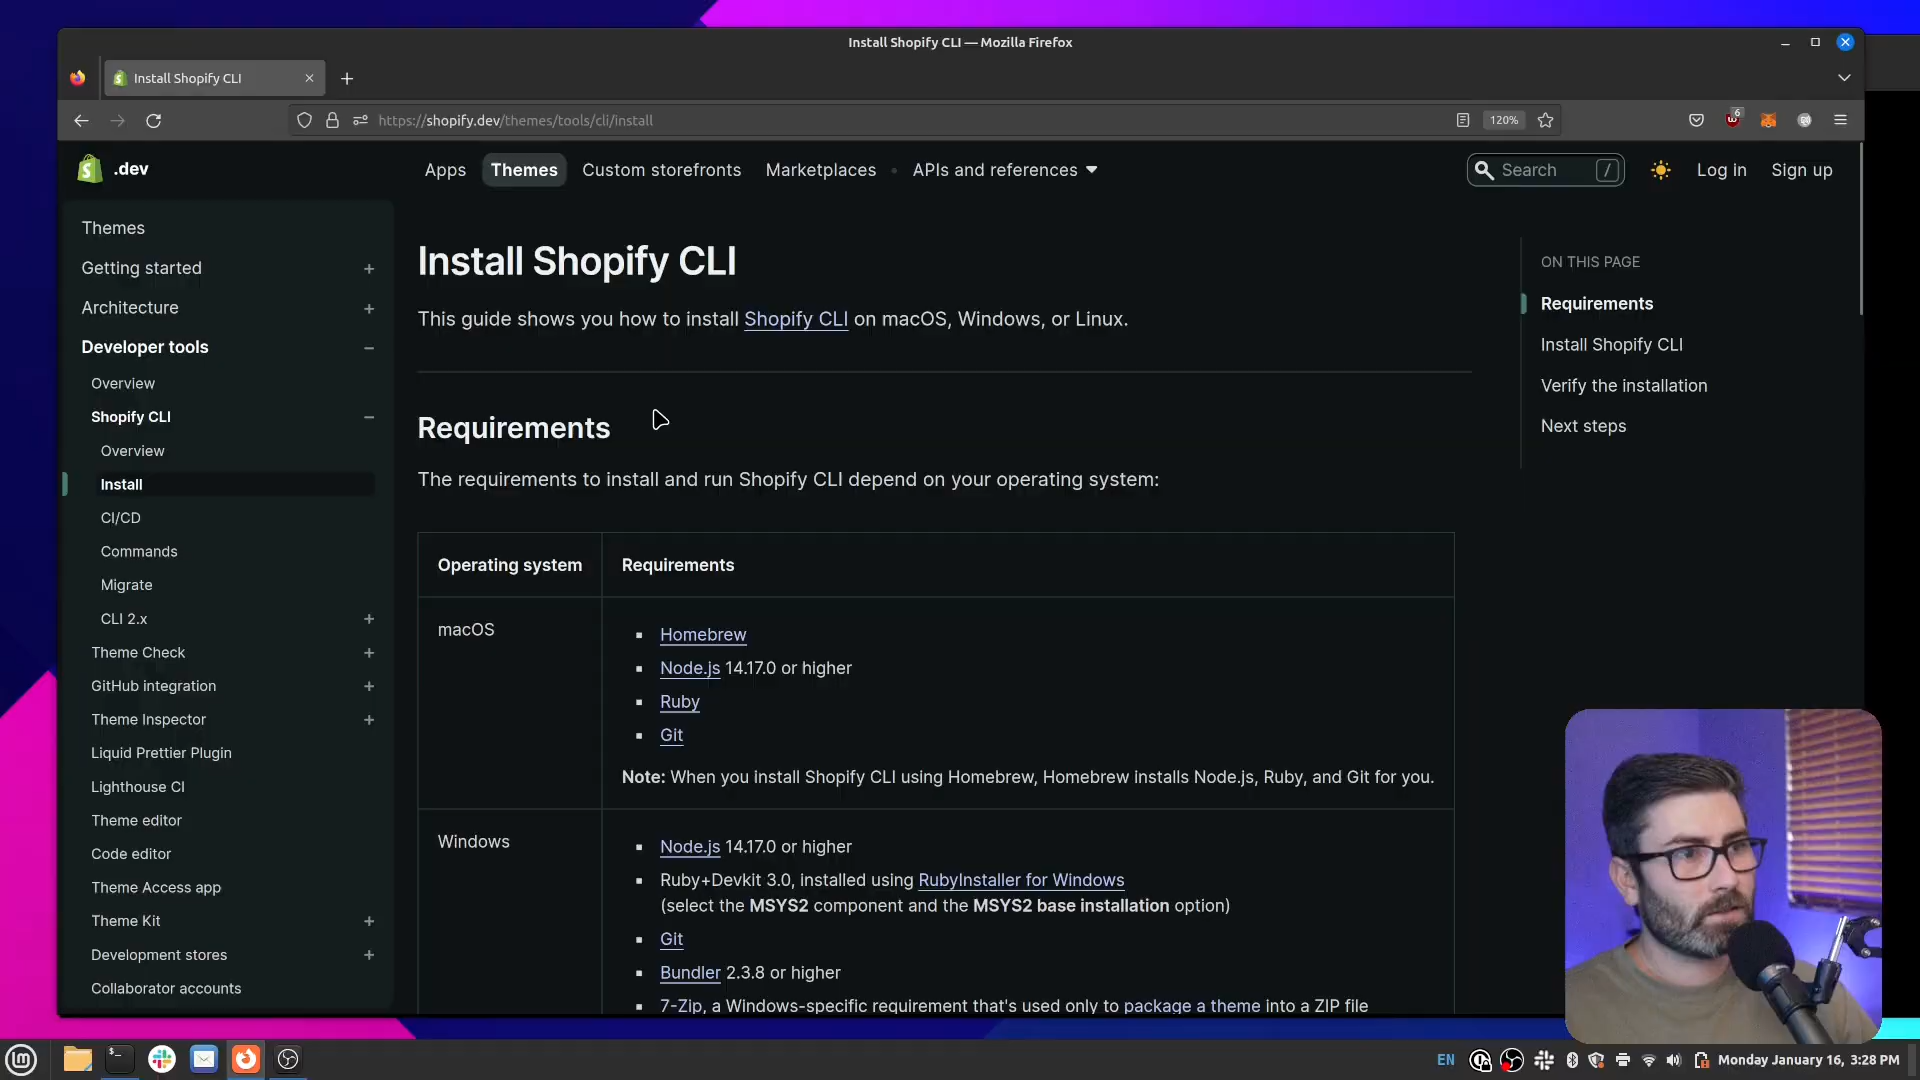 Install Shopify CLI — Mozilla Firefox
Install Shopify CLI
https://shopify.dev/themes/tools/cli/install
120%
6
.dev
Apps
Themes
Custom storefronts
Marketplaces
•
APIs and references
Search
/
Log in
Sign up
Themes
Getting started
Architecture
Developer tools
Overview
Shopify CLI
Overview
Install
CI/CD
Commands
Migrate
CLI 2.x
Theme Check
GitHub integration
Theme Inspector
Liquid Prettier Plugin
Lighthouse CI
Theme editor
Code editor
Theme Access app
Theme Kit
Development stores
Collaborator accounts
Install Shopify CLI
This guide shows you how to install Shopify CLI on macOS, Windows, or Linux.
Requirements
The requirements to install and run Shopify CLI depend on your operating system:
Operating system
Requirements
macOS
▪ Homebrew
▪ Node.js 14.17.0 or higher
▪ Ruby
▪ Git
Note: When you install Shopify CLI using Homebrew, Homebrew installs Node.js, Ruby, and Git for you.
Windows
▪ Node.js 14.17.0 or higher
▪ Ruby+Devkit 3.0, installed using RubyInstaller for Windows
(select the MSYS2 component and the MSYS2 base installation option)
▪ Git
▪ Bundler 2.3.8 or higher
▪ 7-Zip, a Windows-specific requirement that's used only to package a theme into a ZIP file
ON THIS PAGE
Requirements
Install Shopify CLI
Verify the installation
Next steps
EN
Monday January 16, 3:28 PM